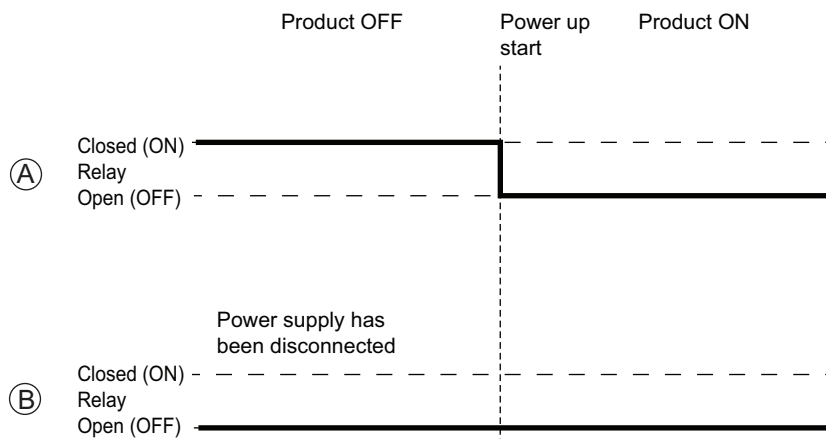 Product OFF
Power up
start
Product ON
A
Closed (ON)
Relay
Open (OFF)
Power supply has
been disconnected
B
Closed (ON)
Relay
Open (OFF)